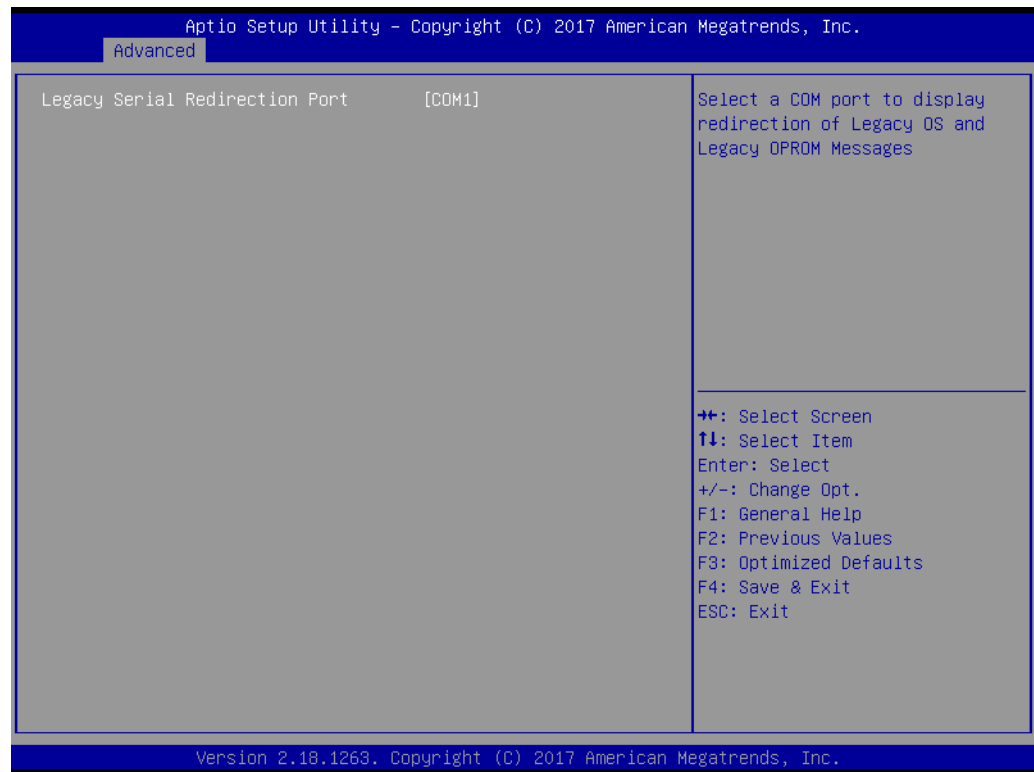 Aptio Setup Utility – Copyright (C) 2017 American Megatrends, Inc.
Advanced
Legacy Serial Redirection Port [COM1]
Select a COM port to display
redirection of Legacy OS and
Legacy OPROM Messages
→←: Select Screen
↑↓: Select Item
Enter: Select
+/-: Change Opt.
F1: General Help
F2: Previous Values
F3: Optimized Defaults
F4: Save & Exit
ESC: Exit
Version 2.18.1263. Copyright (C) 2017 American Megatrends, Inc.